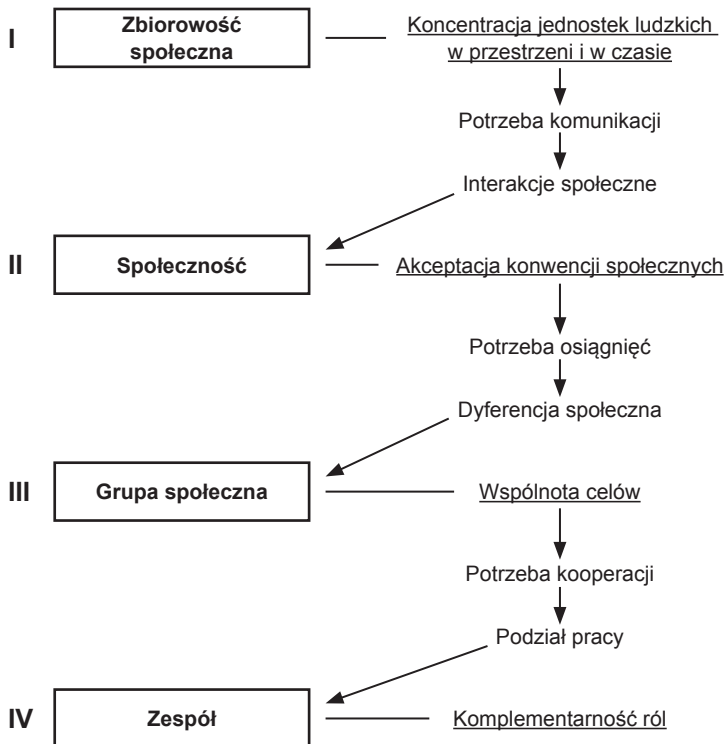 I
Zbiorowość
społeczna
Koncentracja jednostek ludzkich
w przestrzeni i w czasie
Potrzeba komunikacji
Interakcje społeczne
II
Społeczność
Akceptacja konwencji społecznych
Potrzeba osiągnięć
Dyferencja społeczna
III
Grupa społeczna
Wspólnota celów
Potrzeba kooperacji
Podział pracy
IV
Zespół
Komplementarność ról